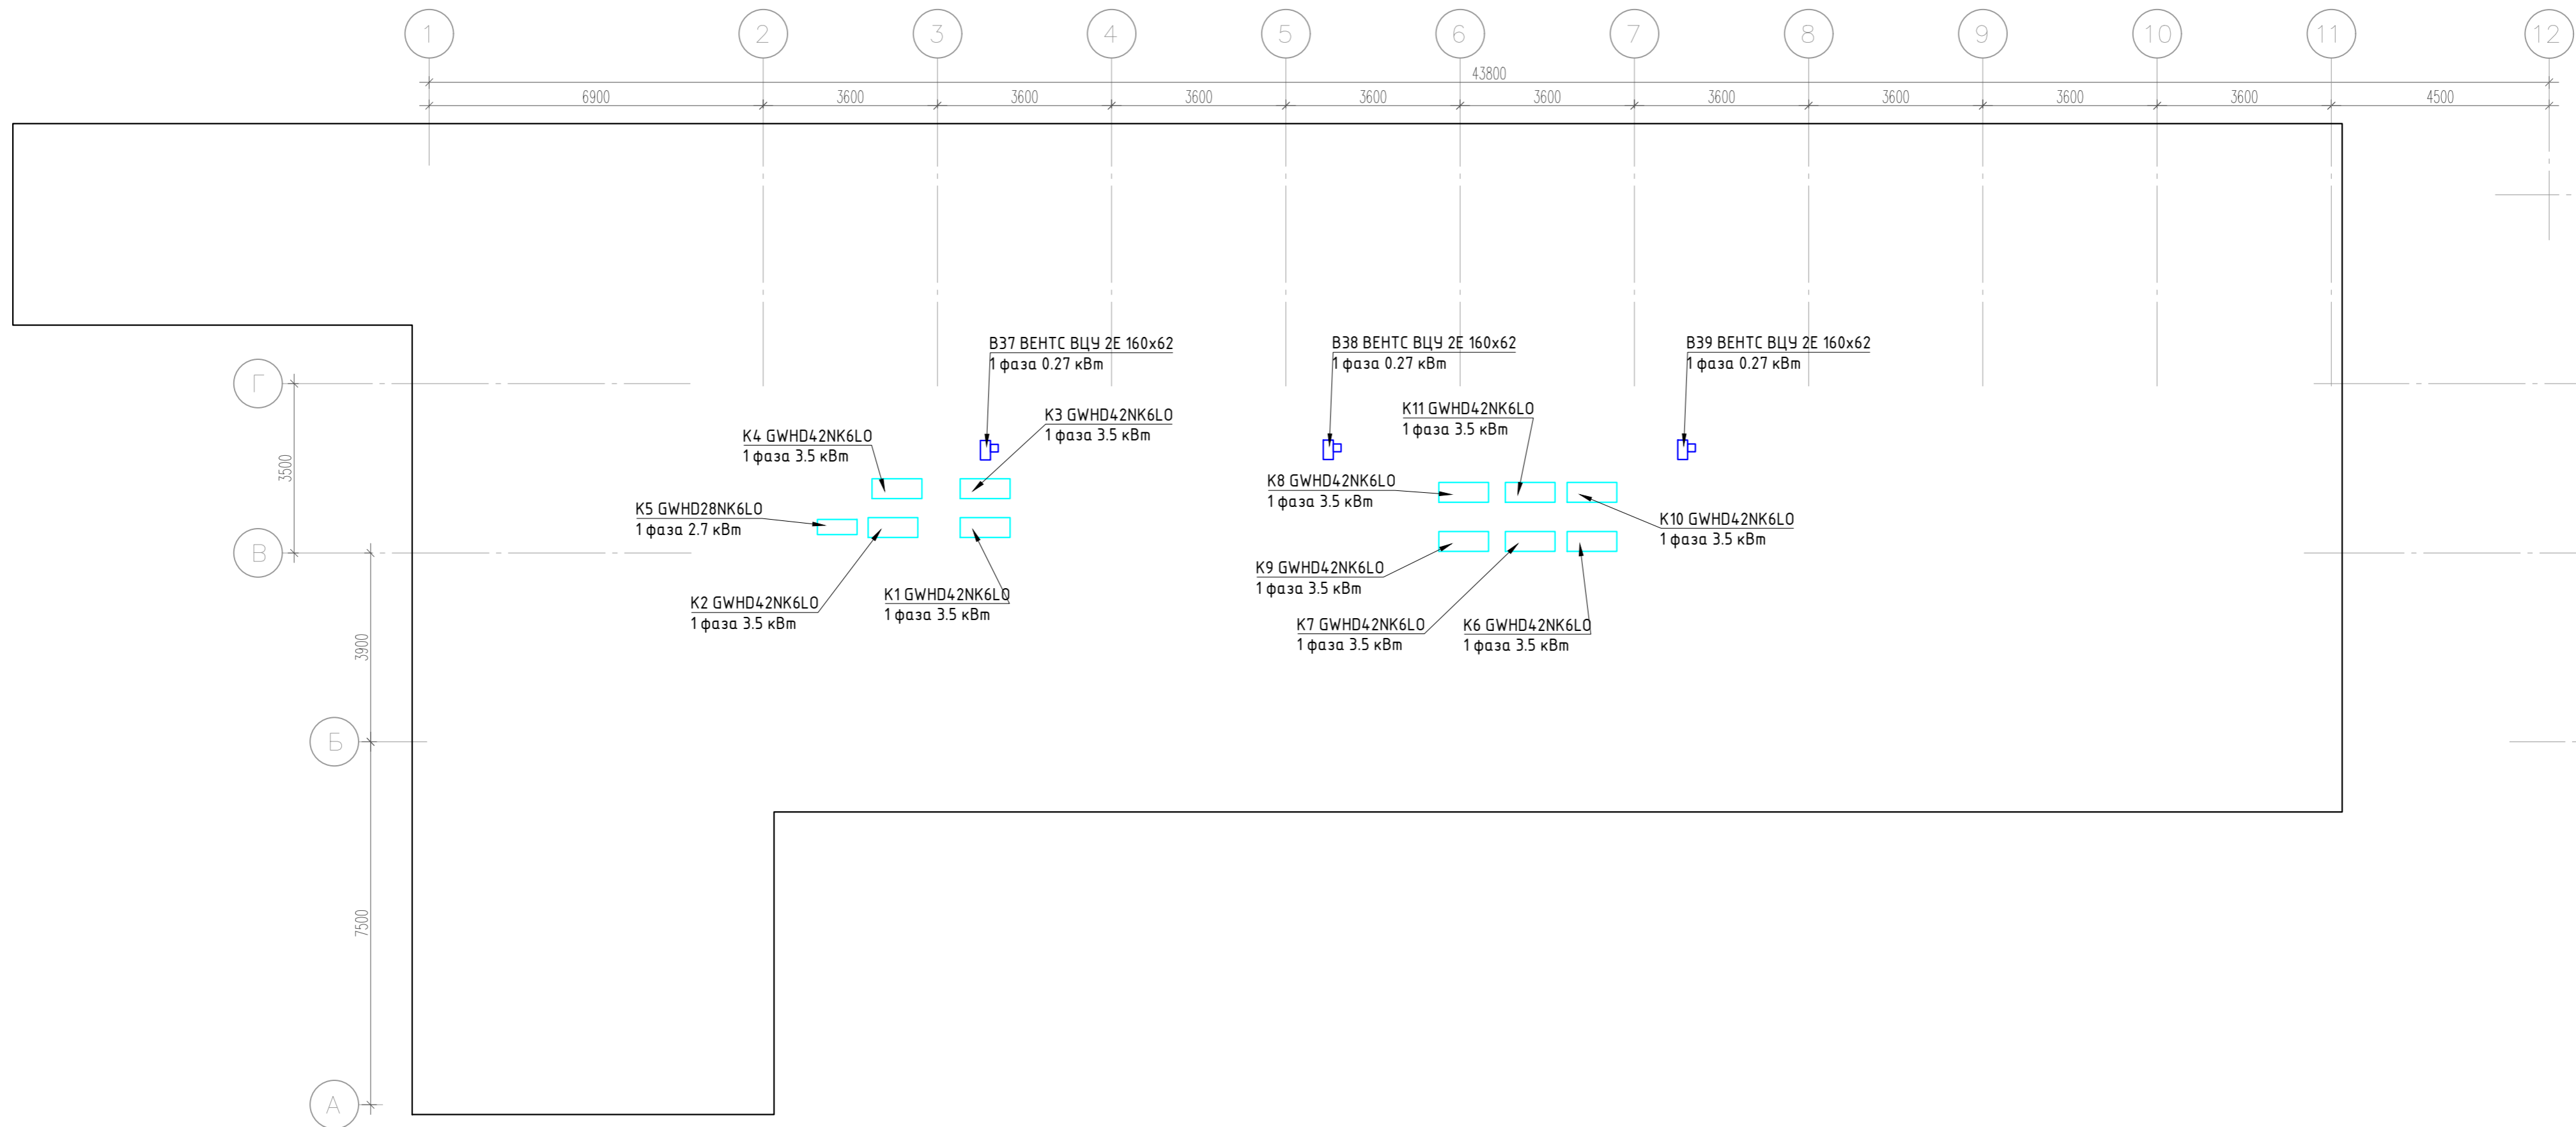 1 2 3 4 5 6 7 8 9 10 11 12
43800
6900 3600 3600 3600 3600 3600 3600 3600 3600 3600 4500
В37 ВЕНТС ВЦУ 2Е 160х62
1 фаза 0.27 кВт
В38 ВЕНТС ВЦУ 2Е 160х62
1 фаза 0.27 кВт
В39 ВЕНТС ВЦУ 2Е 160х62
1 фаза 0.27 кВт
Г
К4 GWHD42NK6LO
1 фаза 3.5 кВт
К3 GWHD42NK6LO
1 фаза 3.5 кВт
К11 GWHD42NK6LO
1 фаза 3.5 кВт
3500
К8 GWHD42NK6LO
1 фаза 3.5 кВт
К5 GWHD28NK6LO
1 фаза 2.7 кВт
К10 GWHD42NK6LO
1 фаза 3.5 кВт
В
К9 GWHD42NK6LO
1 фаза 3.5 кВт
К2 GWHD42NK6LO
1 фаза 3.5 кВт
К1 GWHD42NK6LO
1 фаза 3.5 кВт
К7 GWHD42NK6LO
1 фаза 3.5 кВт
К6 GWHD42NK6LO
1 фаза 3.5 кВт
3900
Б
7500
А